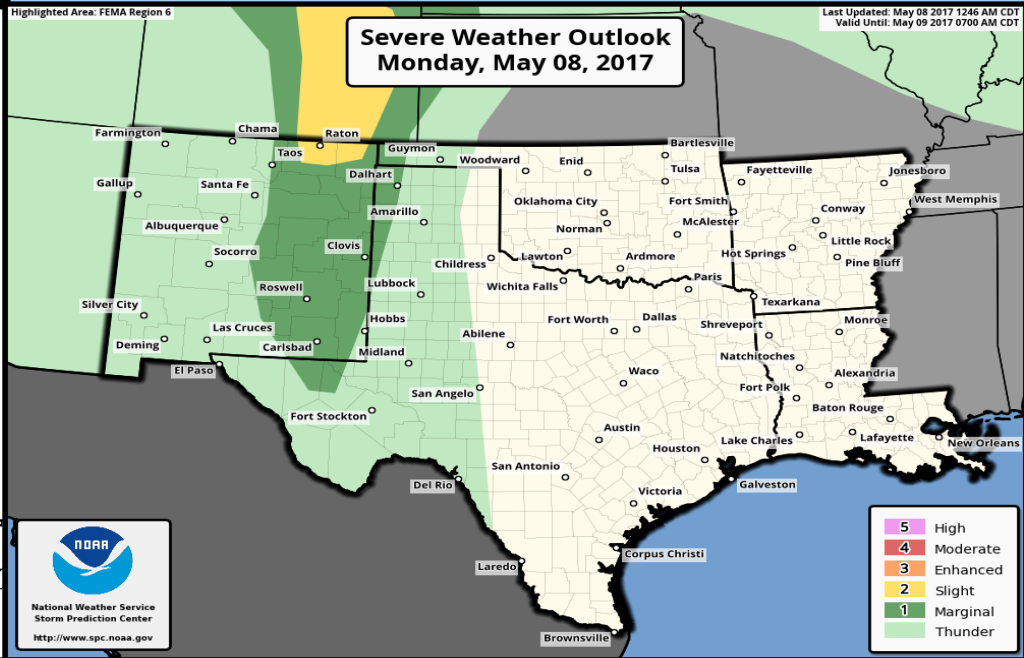 Highlighted Area: FEMA Region 6
Last Updated: May 08 2017 1246 AM CDT
Valid Until: May 09 2017 0700 AM CDT
Severe Weather Outlook
Monday, May 08, 2017
Farmington
Chama
Raton
Taos
Guymon
Woodward
Enid
Bartlesville
Tulsa
Fayetteville
Jonesboro
Gallup
Santa Fe
Dalhart
Oklahoma City
Fort Smith
West Memphis
Albuquerque
Amarillo
Norman
McAlester
Conway
Socorro
Clovis
Childress
Lawton
Ardmore
Hot Springs
Little Rock
Pine Bluff
Roswell
Lubbock
Wichita Falls
Paris
Texarkana
Silver City
Las Cruces
Hobbs
Abilene
Fort Worth
Dallas
Shreveport
Monroe
Deming
Carlsbad
Midland
Natchitoches
El Paso
San Angelo
Waco
Fort Polk
Alexandria
Fort Stockton
Austin
Houston
Lake Charles
Baton Rouge
Lafayette
New Orleans
Del Rio
San Antonio
Victoria
Galveston
Laredo
Corpus Christi
Brownsville
NOAA
National Weather Service
Storm Prediction Center
http://www.spc.noaa.gov
5 High
4 Moderate
3 Enhanced
2 Slight
1 Marginal
Thunder